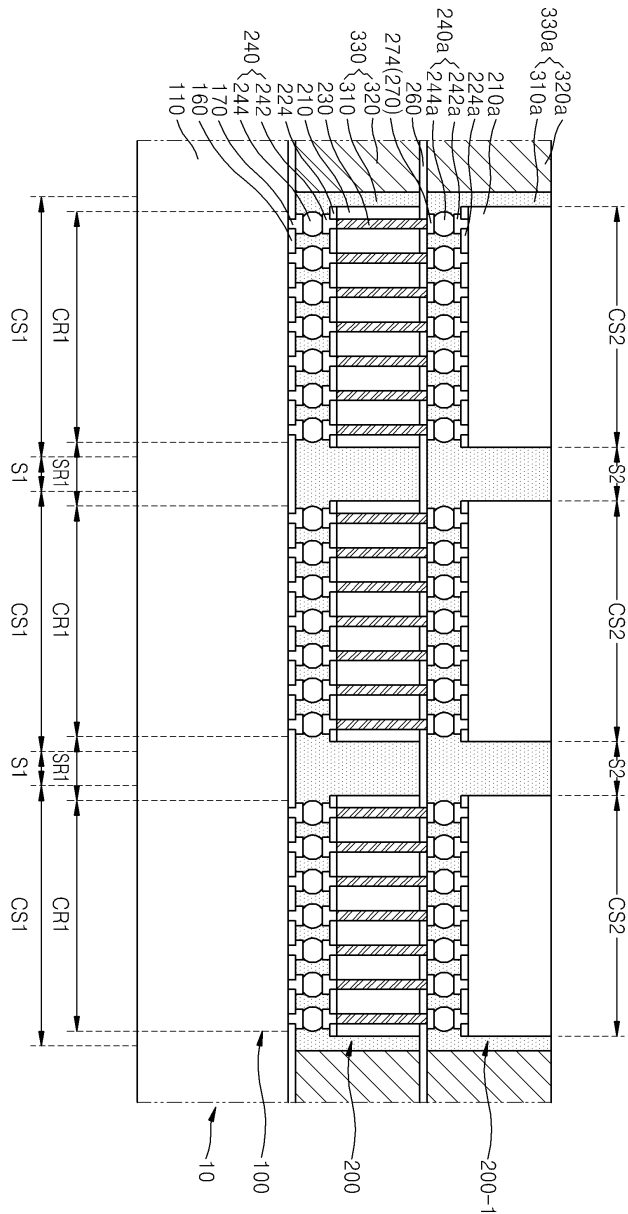 CS2 S2 CS2 S2 CS2
330a { 320a
310a
210a
224a
240a { 242a
244a
260
274(270)
330 { 320
310
230
210
224
240 { 242
244
170
160
110
200-1
200
100
10
CR1 SR1 CR1 SR1 CR1
CS1 S1 CS1 S1 CS1